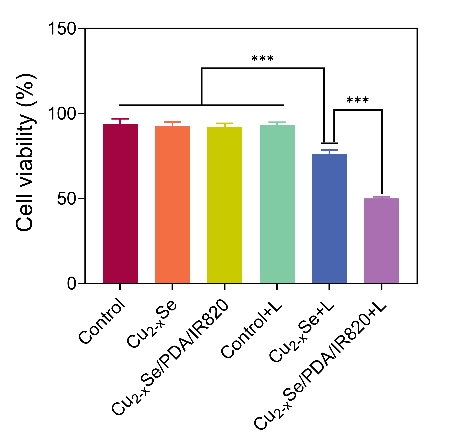 150
***
***
100
50
0
Cell viability (%)
Control
Cu2-xSe
Cu2-xSe/PDA/IR820
Control+L
Cu2-xSe+L
Cu2-xSe/PDA/IR820+L